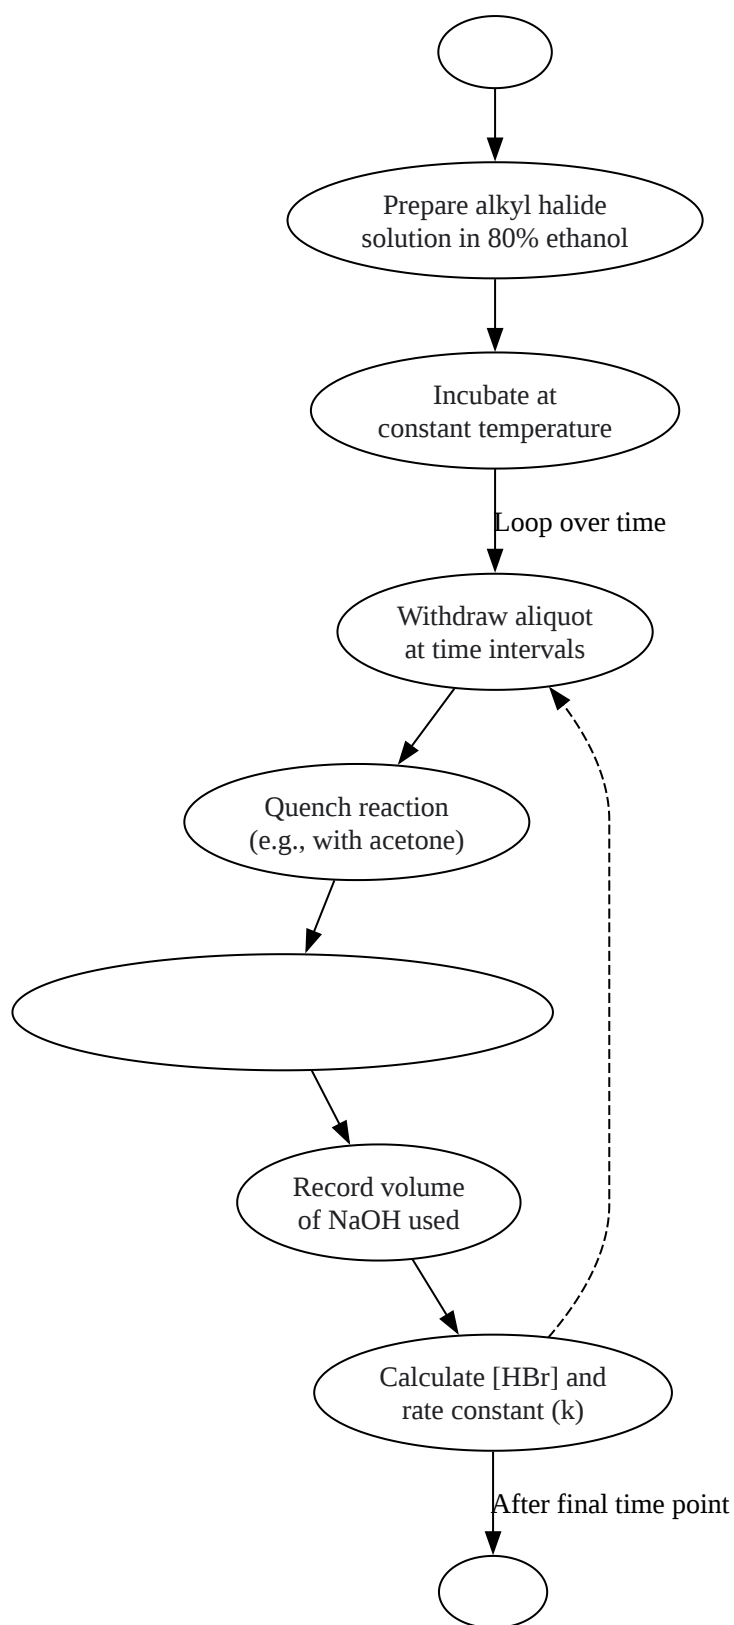 Prepare alkyl halide
solution in 80% ethanol
Incubate at
constant temperature
Loop over time
Withdraw aliquot
at time intervals
Quench reaction
(e.g., with acetone)
Record volume
of NaOH used
Calculate [HBr] and
rate constant (k)
After final time point